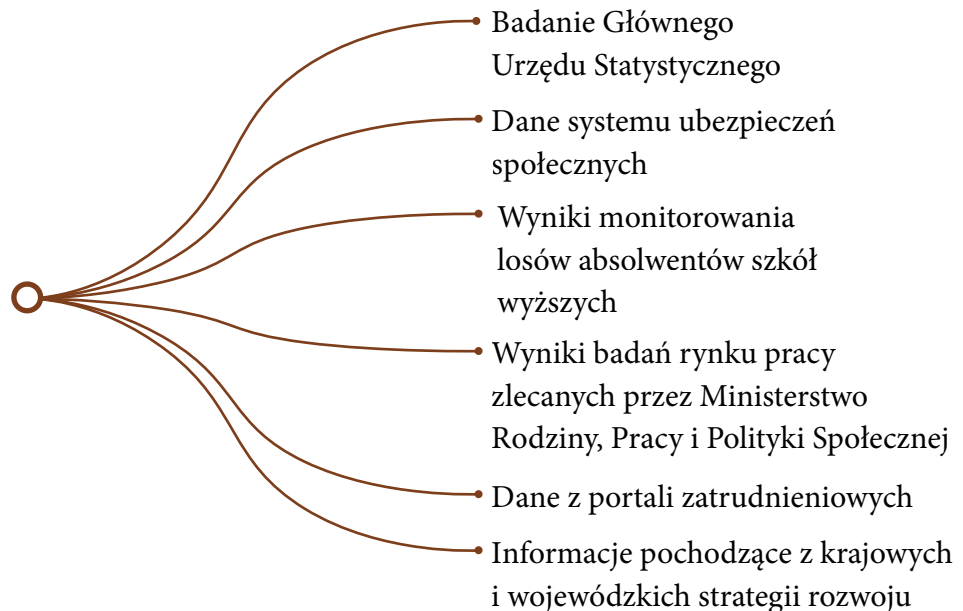 Badanie Głównego
Urzędu Statystycznego
Dane systemu ubezpieczeń
społecznych
Wyniki monitorowania
losów absolwentów szkół
wyższych
Wyniki badań rynku pracy
zlecanych przez Ministerstwo
Rodziny, Pracy i Polityki Społecznej
Dane z portali zatrudnieniowych
Informacje pochodzące z krajowych
i wojewódzkich strategii rozwoju